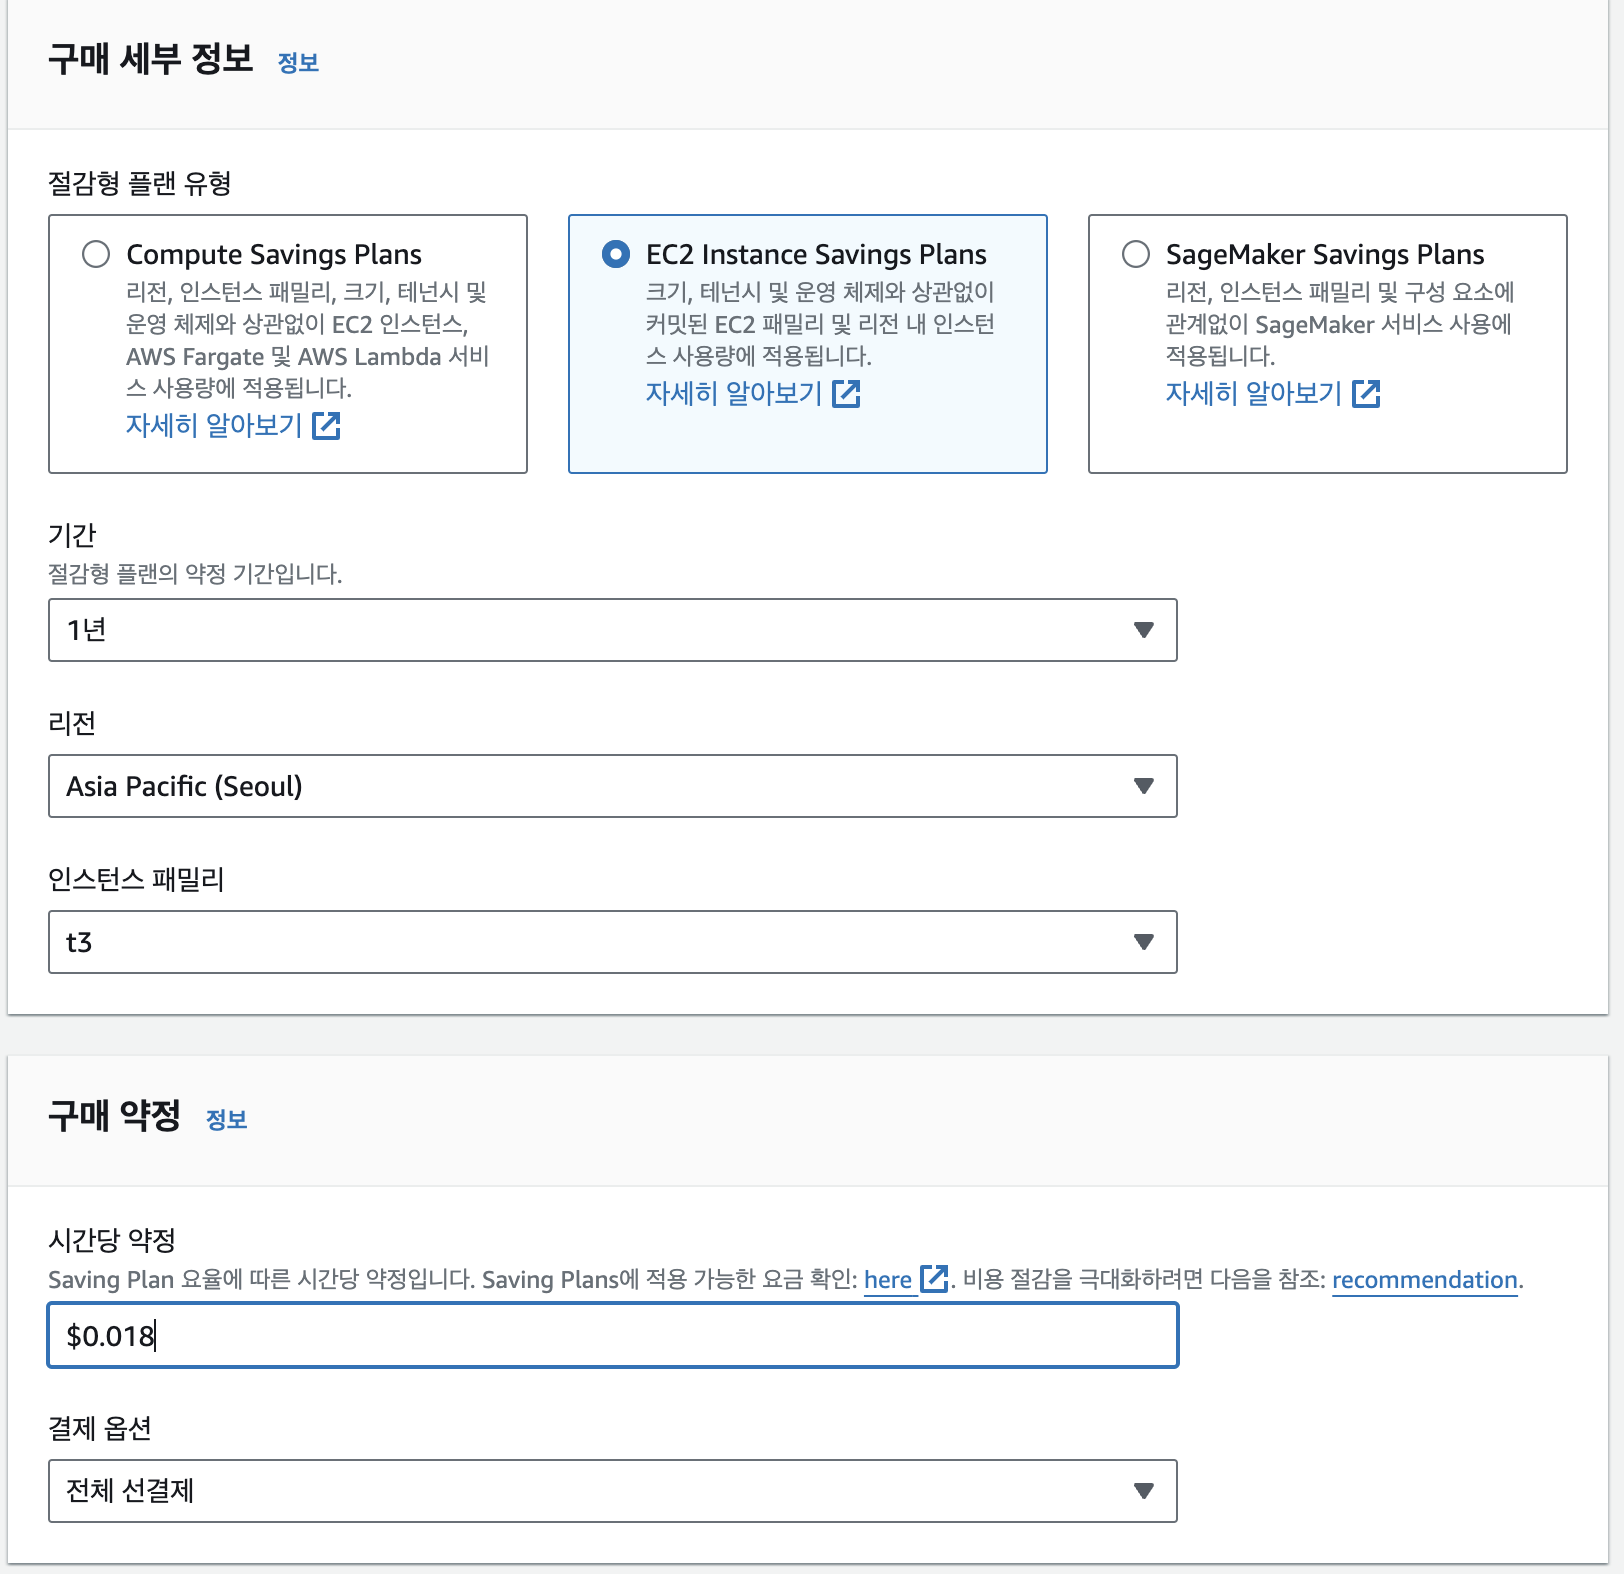 구매 세부 정보 정보
절감형 플랜 유형
Compute Savings Plans
리전, 인스턴스 패밀리, 크기, 테넌시 및
운영 체제와 상관없이 EC2 인스턴스,
AWS Fargate 및 AWS Lambda 서비
스 사용량에 적용됩니다.
자세히 알아보기
EC2 Instance Savings Plans
크기, 테넌시 및 운영 체제와 상관없이
커밋된 EC2 패밀리 및 리전 내 인스턴
스 사용량에 적용됩니다.
자세히 알아보기
SageMaker Savings Plans
리전, 인스턴스 패밀리 및 구성 요소에
관계없이 SageMaker 서비스 사용에
적용됩니다.
자세히 알아보기
기간
절감형 플랜의 약정 기간입니다.
1년
리전
Asia Pacific (Seoul)
인스턴스 패밀리
t3
구매 약정 정보
시간당 약정
Saving Plan 요율에 따른 시간당 약정입니다. Saving Plans에 적용 가능한 요금 확인: here. 비용 절감을 극대화하려면 다음을 참조: recommendation.
$0.018
결제 옵션
전체 선결제